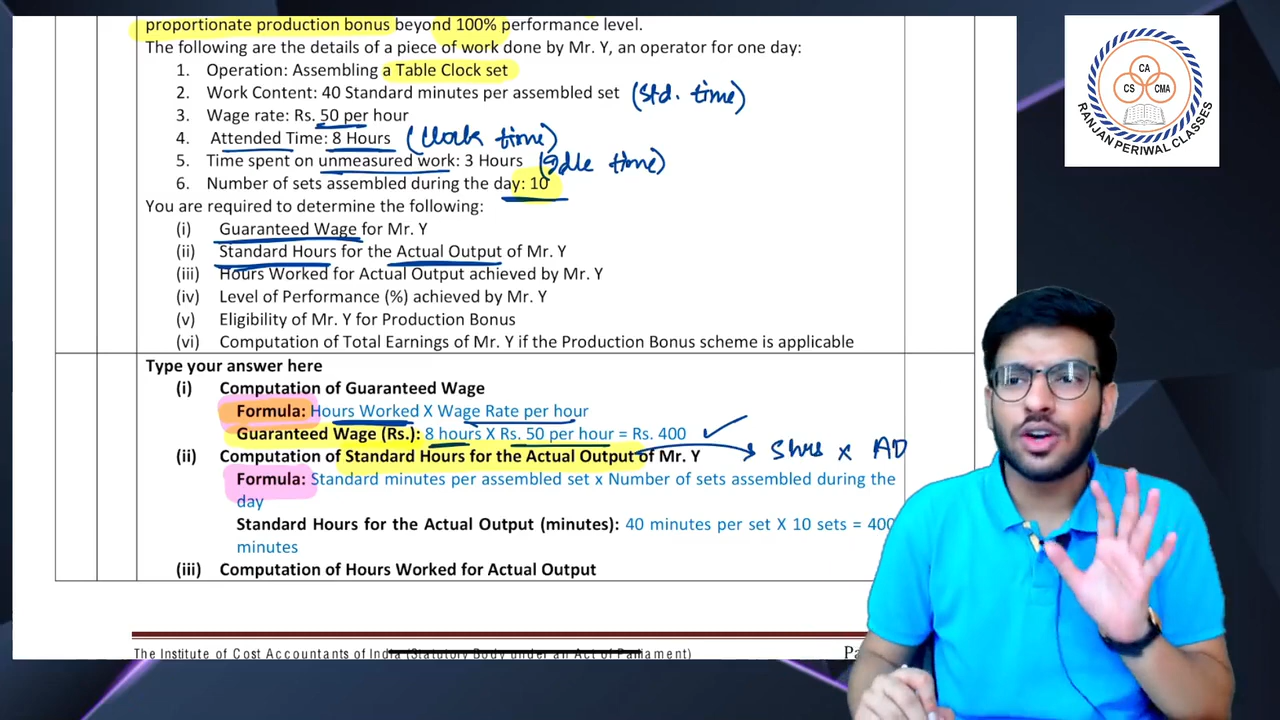 proportionate production bonus beyond 100% performance level.
The following are the details of a piece of work done by Mr. Y, an operator for one day:
1. Operation: Assembling a Table Clock set
2. Work Content: 40 Standard minutes per assembled set (Std. time)
3. Wage rate: Rs. 50 per hour
4. Attended Time: 8 Hours (Clock time)
5. Time spent on unmeasured work: 3 Hours (Idle time)
6. Number of sets assembled during the day: 10
You are required to determine the following:
(i) Guaranteed Wage for Mr. Y
(ii) Standard Hours for the Actual Output of Mr. Y
(iii) Hours Worked for Actual Output achieved by Mr. Y
(iv) Level of Performance (%) achieved by Mr. Y
(v) Eligibility of Mr. Y for Production Bonus
(vi) Computation of Total Earnings of Mr. Y if the Production Bonus scheme is applicable
Type your answer here
(i) Computation of Guaranteed Wage
Formula: Hours Worked X Wage Rate per hour
Guaranteed Wage (Rs.): 8 hours X Rs. 50 per hour = Rs. 400
(ii) Computation of Standard Hours for the Actual Output of Mr. Y
Shrs x AO
Formula: Standard minutes per assembled set x Number of sets assembled during the
day
Standard Hours for the Actual Output (minutes): 40 minutes per set X 10 sets = 400
minutes
(iii) Computation of Hours Worked for Actual Output
The Institute of Cost Accountants of India (Statutory Body under an Act of Parliament)
CA
CS
CMA
RANJAN PERIWAL CLASSES